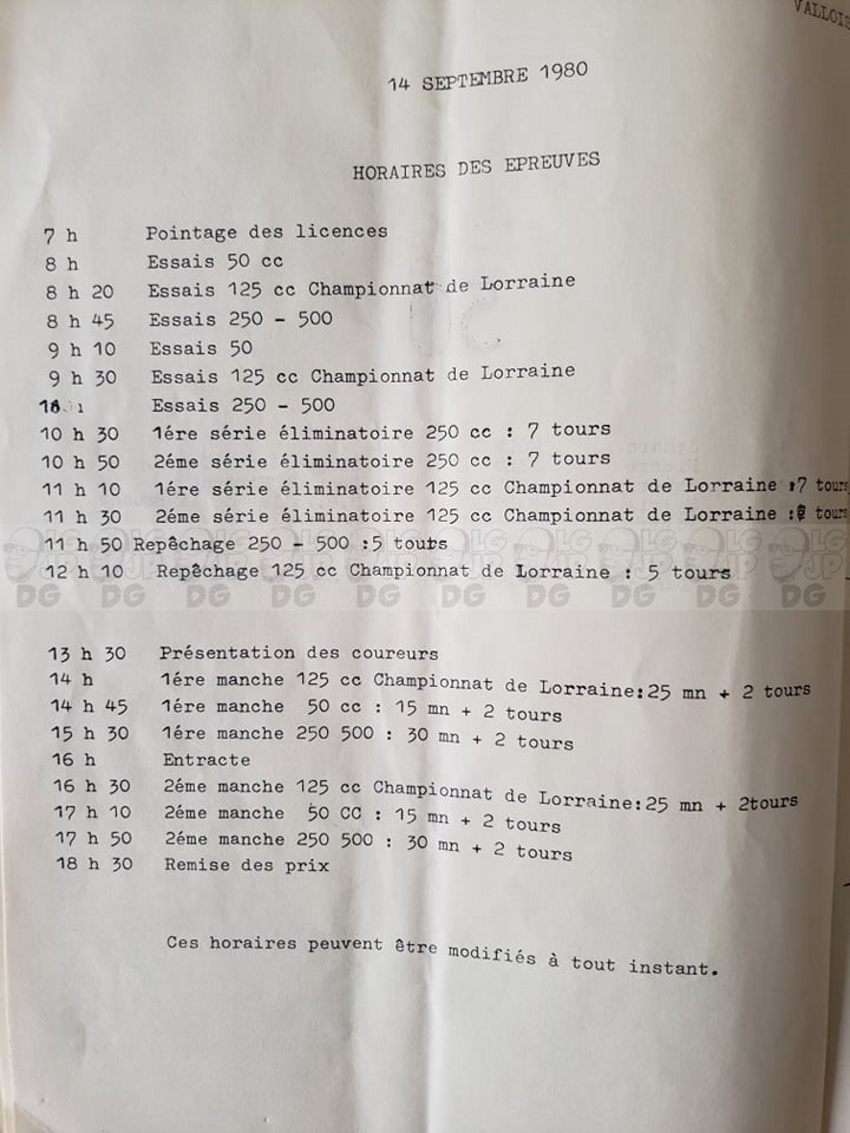 VALLOIS
14 SEPTEMBRE 1980
HORAIRES DES EPREUVES
7 h Pointage des licences
8 h Essais 50 cc
8 h 20 Essais 125 cc Championnat de Lorraine
8 h 45 Essais 250 - 500
9 h 10 Essais 50
9 h 30 Essais 125 cc Championnat de Lorraine
Essais 250 - 500
10 h 30 1ére série éliminatoire 250 cc : 7 tours
10 h 50 2éme série éliminatoire 250 cc : 7 tours
11 h 10 1ére série éliminatoire 125 cc Championnat de Lorraine :7 tours
11 h 30 2éme série éliminatoire 125 cc Championnat de Lorraine : tours
11 h 50 Repêchage 250 - 500 :5 tours
12 h 10 Repêchage 125 cc Championnat de Lorraine : 5 tours
LG JP DG
13 h 30 Présentation des coureurs
14 h 1ére manche 125 cc Championnat de Lorraine:25 mn + 2 tours
14 h 45 1ére manche 50 cc : 15 mn + 2 tours
15 h 30 1ére manche 250 500 : 30 mn + 2 tours
16 h Entracte
16 h 30 2éme manche 125 cc Championnat de Lorraine:25 mn + 2tours
17 h 10 2éme manche 50 CC : 15 mn + 2 tours
17 h 50 2éme manche 250 500 : 30 mn + 2 tours
18 h 30 Remise des prix
Ces horaires peuvent être modifiés à tout instant.